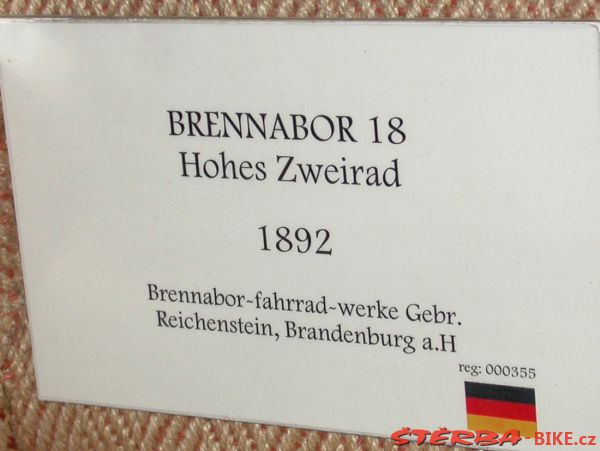 BRENNABOR 18
Hohes Zweirad
1892
Brennabor-fahrrad-werke Gebr.
Reichenstein, Brandenburg a.H
reg: 000355
ŠTĚRBA-BIKE.cz